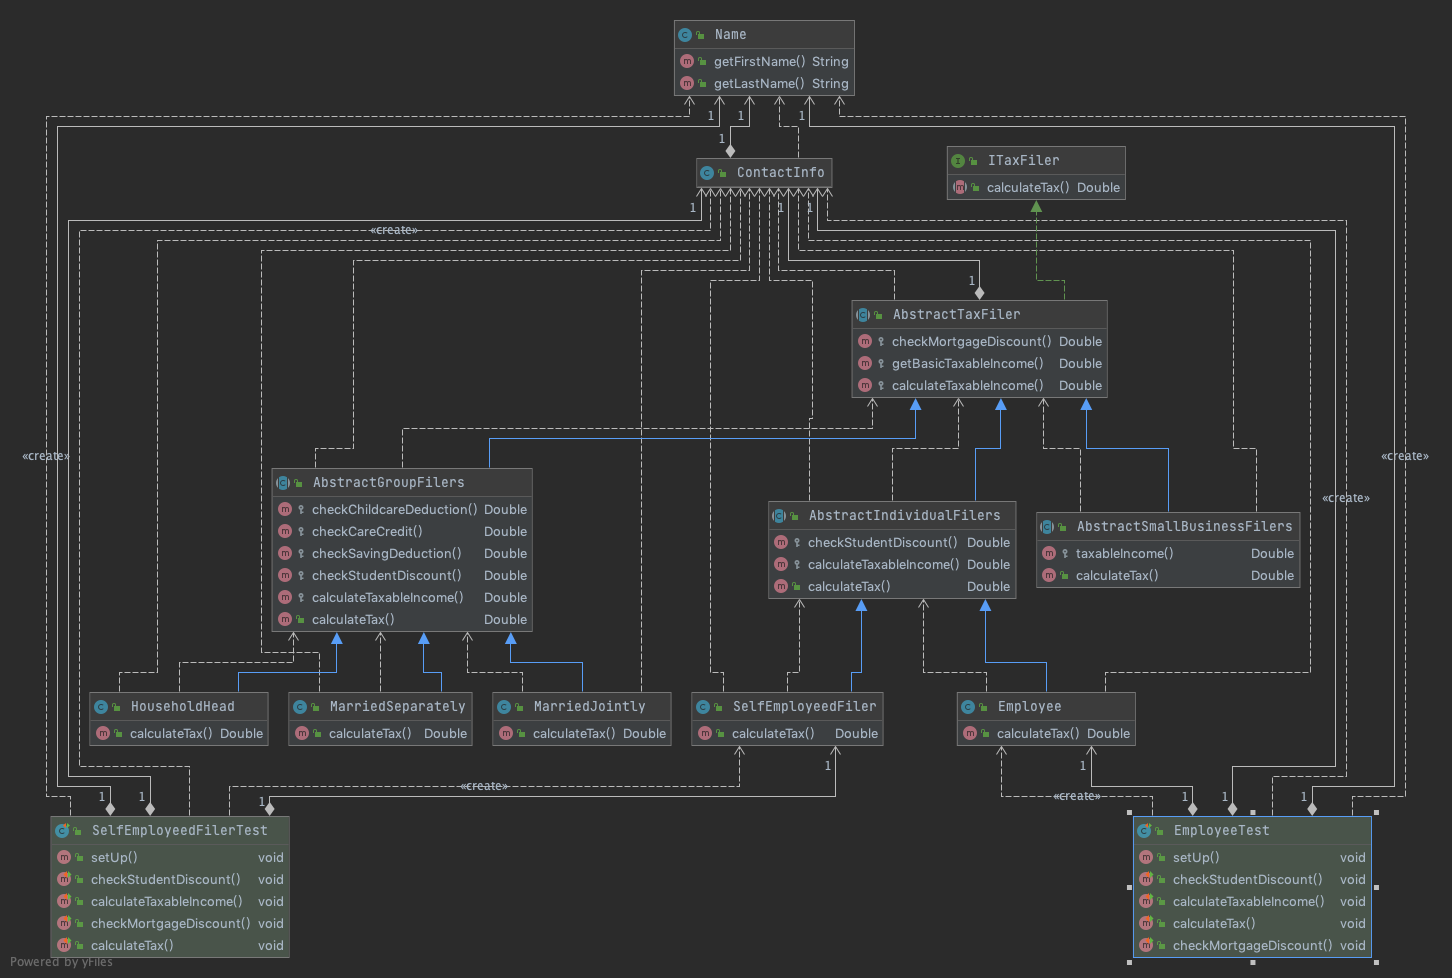 Name
getFirstName() String
getLastName() String
1 1 1
1
ContactInfo
ITaxFiler
calculateTax() Double
1 1 1
«create»
1
AbstractTaxFiler
checkMortgageDiscount() Double
getBasicTaxableIncome() Double
calculateTaxableIncome() Double
«create» «create»
«create»
AbstractGroupFilers
checkChildcareDeduction() Double
checkCareCredit() Double
checkSavingDeduction() Double
checkStudentDiscount() Double
calculateTaxableIncome() Double
calculateTax() Double
AbstractIndividualFilers
checkStudentDiscount() Double
calculateTaxableIncome() Double
calculateTax() Double
AbstractSmallBusinessFilers
taxableIncome() Double
calculateTax() Double
HouseholdHead
calculateTax() Double
MarriedSeparately
calculateTax() Double
MarriedJointly
calculateTax() Double
SelfEmployeedFiler
calculateTax() Double
Employee
calculateTax() Double
1 1
«create»
«create»
1 1 1 1 1 1
SelfEmployeedFilerTest
setUp() void
checkStudentDiscount() void
calculateTaxableIncome() void
checkMortgageDiscount() void
calculateTax() void
EmployeeTest
setUp() void
checkStudentDiscount() void
calculateTaxableIncome() void
calculateTax() void
checkMortgageDiscount() void
Powered by yFiles